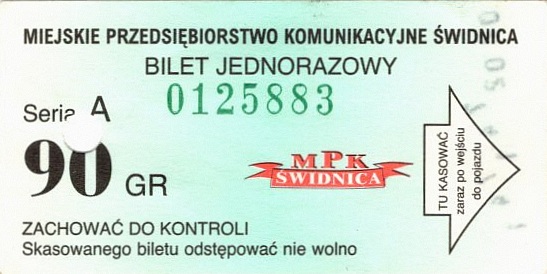 MIEJSKIE PRZEDSIĘBIORSTWO KOMUNIKACYJNE ŚWIDNICA
BILET JEDNORAZOWY
Seria A
0125883
90 GR
MPK
ŚWIDNICA
TU KASOWAĆ
zaraz po wejściu
do pojazdu
ZACHOWAĆ DO KONTROLI
Skasowanego biletu odstępować nie wolno